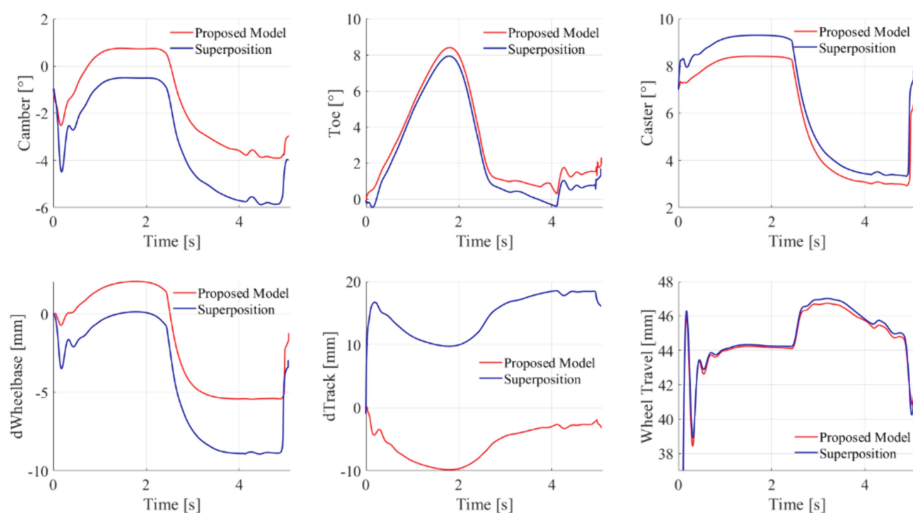 2
0
-2
-4
-6
Camber [°]
Proposed Model
Superposition
0
2
4
Time [s]
10
8
6
4
2
0
Toe [°]
Proposed Model
Superposition
0
2
4
Time [s]
10
8
6
4
2
Caster [°]
Proposed Model
Superposition
0
2
4
Time [s]
0
-5
-10
dWheelbase [mm]
Proposed Model
Superposition
0
2
4
Time [s]
20
10
0
-10
dTrack [mm]
Proposed Model
Superposition
0
2
4
Time [s]
48
46
44
42
40
38
Wheel Travel [mm]
Proposed Model
Superposition
0
2
4
Time [s]